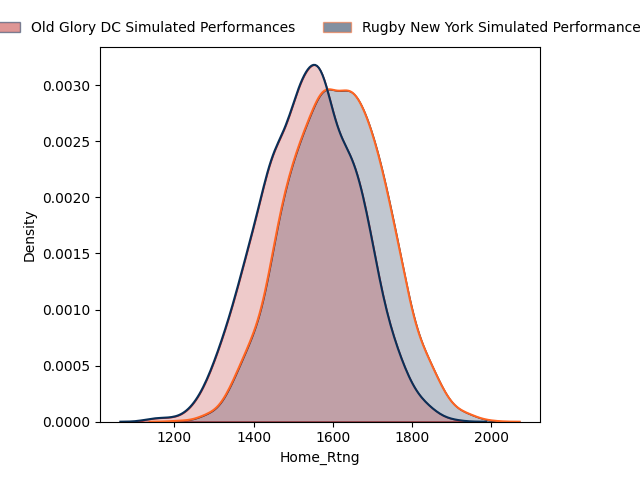 Old Glory DC Simulated Performances
Rugby New York Simulated Performance
0.0030
0.0025
0.0020
0.0015
0.0010
0.0005
0.0000
Density
1200 1400 1600 1800 2000
Home_Rtng